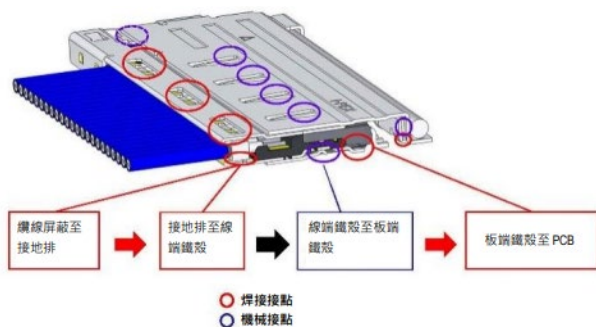 纜線屏蔽至
接地排
接地排至線
端鐵殼
線端鐵殼至板端
鐵殼
板端鐵殼至 PCB
焊接接點
機械接點